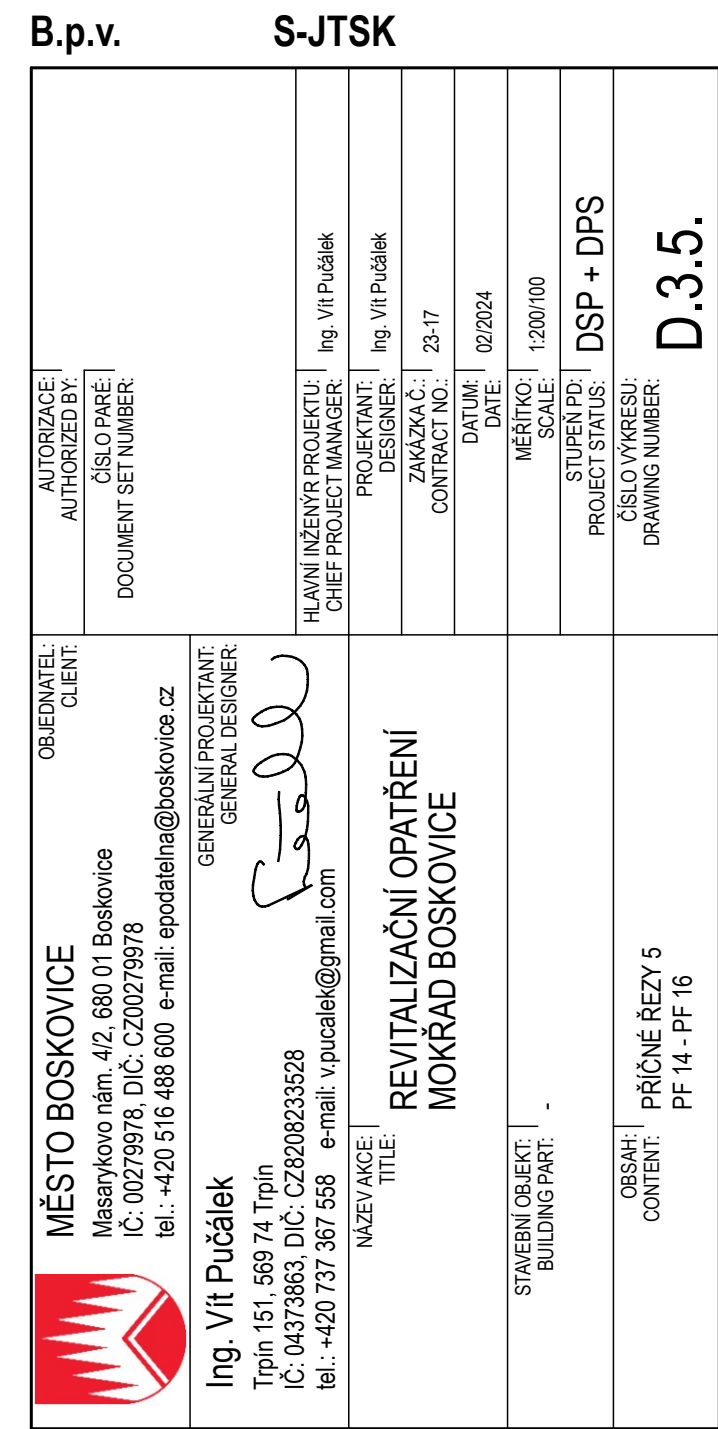 B.p.v. S-JTSK
OBJEDNATEL:
CLIENT:
MĚSTO BOSKOVICE
Masarykovo nám. 4/2, 680 01 Boskovice
IČ: 00279978, DIČ: CZ00279978
tel.: +420 516 488 600 e-mail: epodatelna@boskovice.cz
AUTORIZACE:
AUTHORIZED BY:
ČÍSLO PARÉ:
DOCUMENT SET NUMBER:
GENERÁLNÍ PROJEKTANT:
GENERAL DESIGNER:
Ing. Vít Pučálek
Trpín 151, 569 74 Trpín
IČ: 04373863, DIČ: CZ8208233528
tel.: +420 737 367 558 e-mail: v.pucalek@gmail.com
HLAVNÍ INŽENÝR PROJEKTU:
CHIEF PROJECT MANAGER:
Ing. Vít Pučálek
NÁZEV AKCE:
TITLE:
REVITALIZAČNÍ OPATŘENÍ
MOKŘAD BOSKOVICE
PROJEKTANT:
DESIGNER:
Ing. Vít Pučálek
ZAKÁZKA Č.:
CONTRACT NO.:
23-17
DATUM:
DATE:
02/2024
STAVEBNÍ OBJEKT:
BUILDING PART:
-
MĚŘÍTKO:
SCALE:
1:200/100
STUPEŇ PD:
PROJECT STATUS:
DSP + DPS
OBSAH:
CONTENT:
PŘÍČNÉ ŘEZY 5
PF 14 - PF 16
ČÍSLO VÝKRESU:
DRAWING NUMBER:
D.3.5.